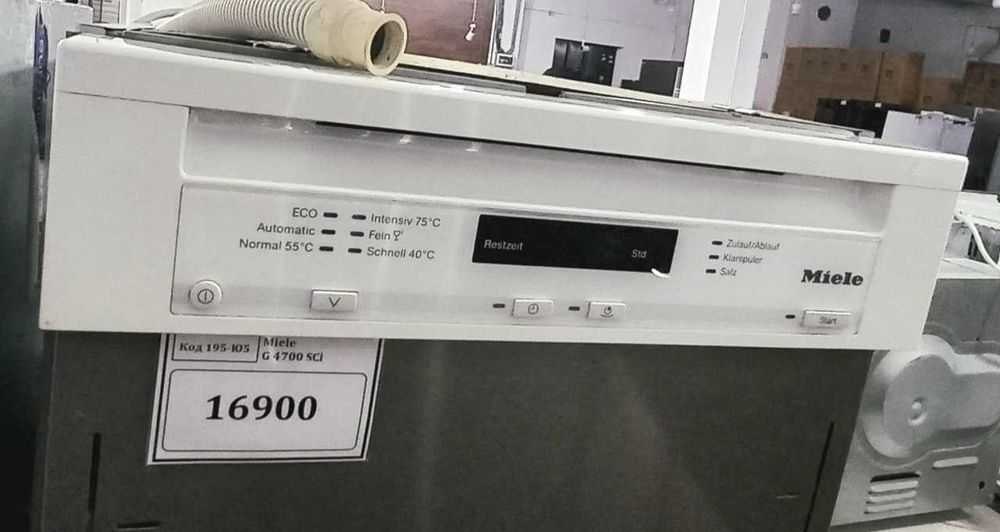 ECO
Automatic
Normal 55°C
Intensiv 75°C
Fein
Schnell 40°C
Restzeit
Std
Zulauf/Ablauf
Klarspüler
Salz
Miele
Start
Код 195-Ю5
Miele
G 4700 SCi
16900